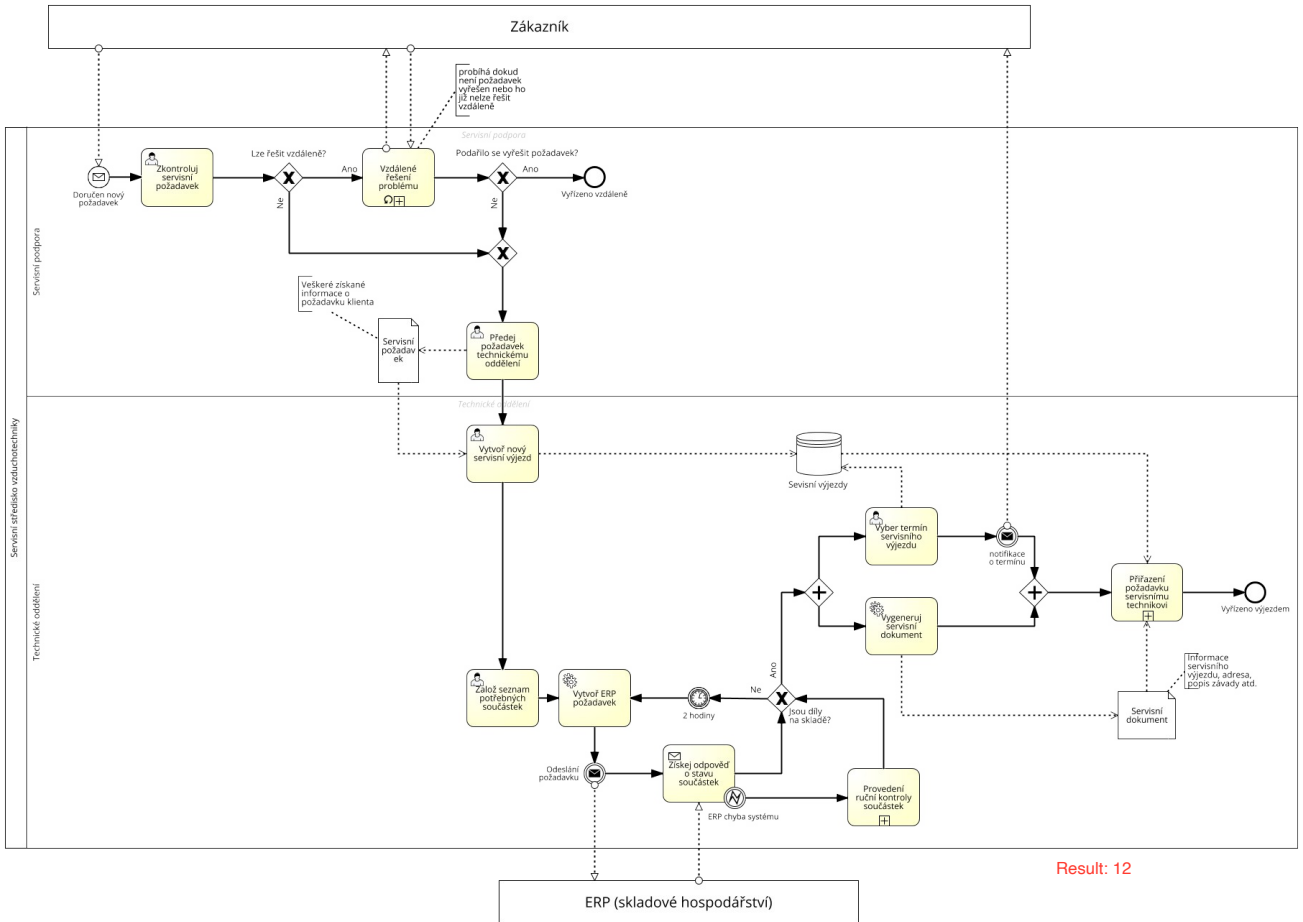 Zákazník
probíhá dokud
není požadavek
vyřešen nebo ho
již nelze řešit
vzdáleně
Servisní podpora
Lze řešit vzdáleně?
Podařilo se vyřešit požadavek?
Zkontroluj
servisní
požadavek
Ano
Vzdálené
řešení
problému
Ano
Doručen nový
požadavek
Ne
Ne
Vyřízeno vzdáleně
Servisní podpora
Veškeré získané
informace o
požadavku klienta
Servisní
požadav
ek
Předej
požadavek
technickému
oddělení
Servisní středisko vzduchotechniky
Technické oddělení
Vytvoř nový
servisní výjezd
Sevisní výjezdy
Vyber termín
servisního
výjezdu
notifikace
o termínu
Přiřazení
požadavku
servisnímu
technikovi
Vyřízeno výjezdem
Technické oddělení
Vygeneruj
servisní
dokument
Informace
servisního
výjezdu, adresa,
popis závady atd.
Servisní
dokument
Založ seznam
potřebných
součástek
Vytvoř ERP
požadavek
2 hodiny
Ne
Ano
Jsou díly
na skladě?
Odeslání
požadavku
Získej odpověď
o stavu
součástek
ERP chyba systému
Provedení
ruční kontroly
součástek
Result: 12
ERP (skladové hospodářství)